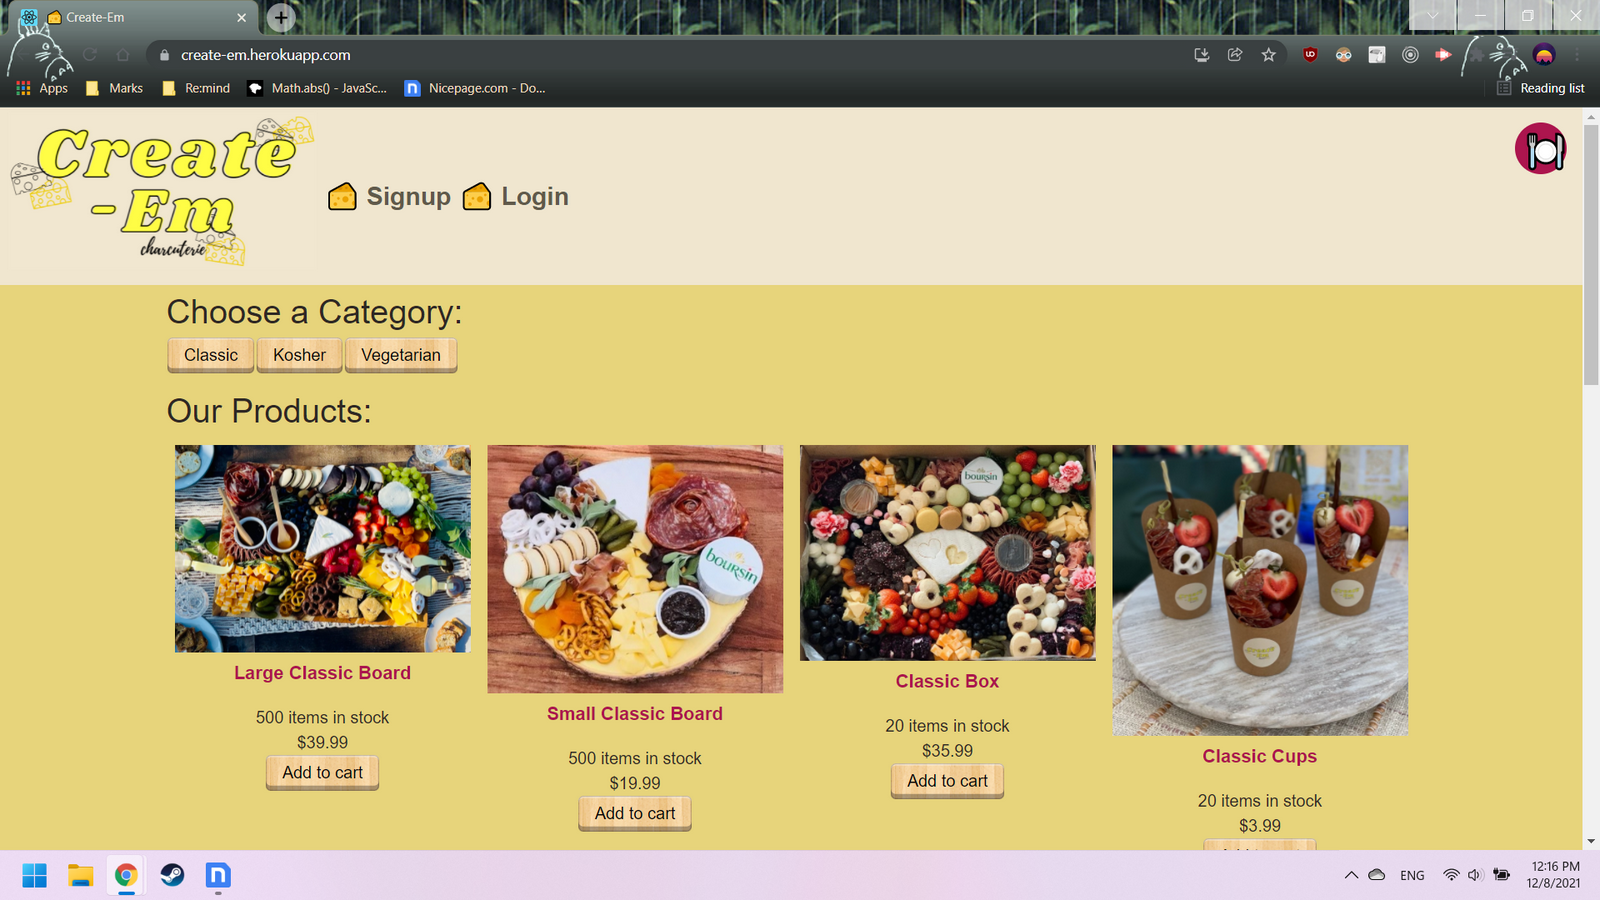 Create-Em
create-em.herokuapp.com
Apps Marks Re:mind Math.abs() - JavaSc... Nicepage.com - Do... Reading list
Create
-Em
charcuterie
Signup Login
Choose a Category:
Classic Kosher Vegetarian
Our Products:
boursin
boursin
Large Classic Board
500 items in stock
$39.99
Add to cart
Small Classic Board
500 items in stock
$19.99
Add to cart
Classic Box
20 items in stock
$35.99
Add to cart
Classic Cups
20 items in stock
$3.99
ENG
12:16 PM
12/8/2021